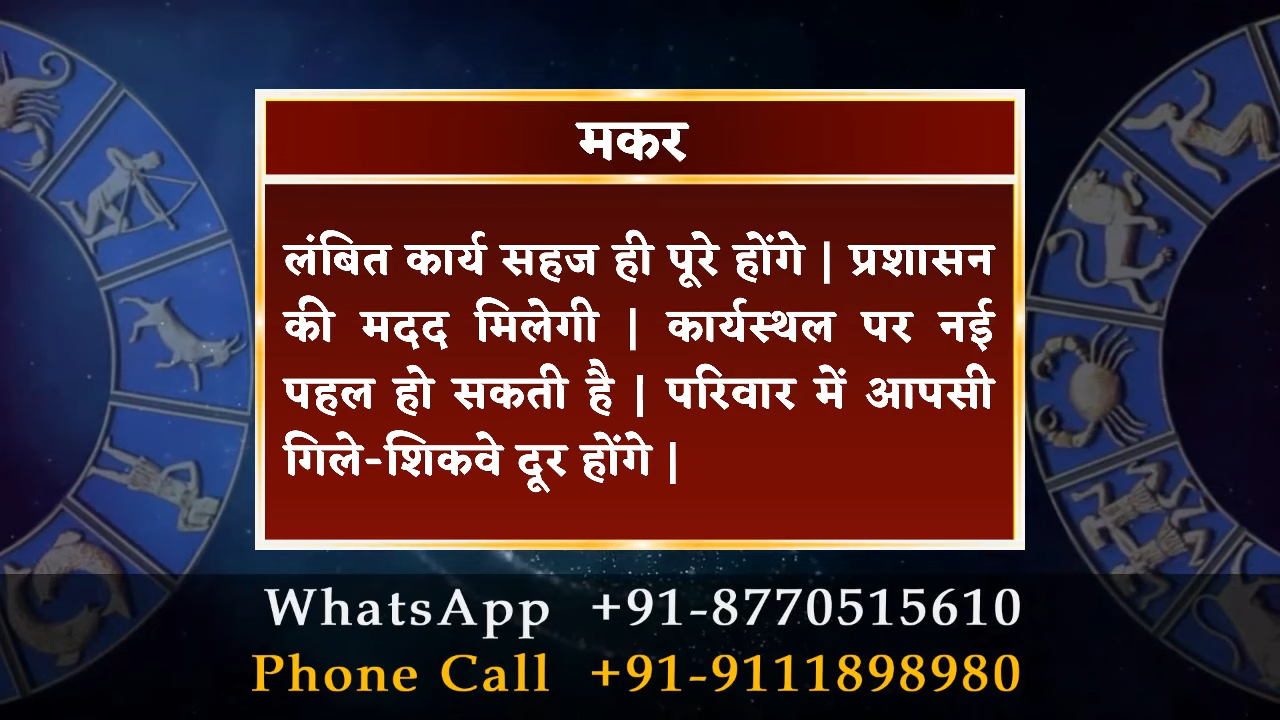 मकर
लंबित कार्य सहज ही पूरे होंगे | प्रशासन
की मदद मिलेगी | कार्यस्थल पर नई
पहल हो सकती है | परिवार में आपसी
गिले-शिकवे दूर होंगे |
WhatsApp +91-8770515610
Phone Call +91-9111898980